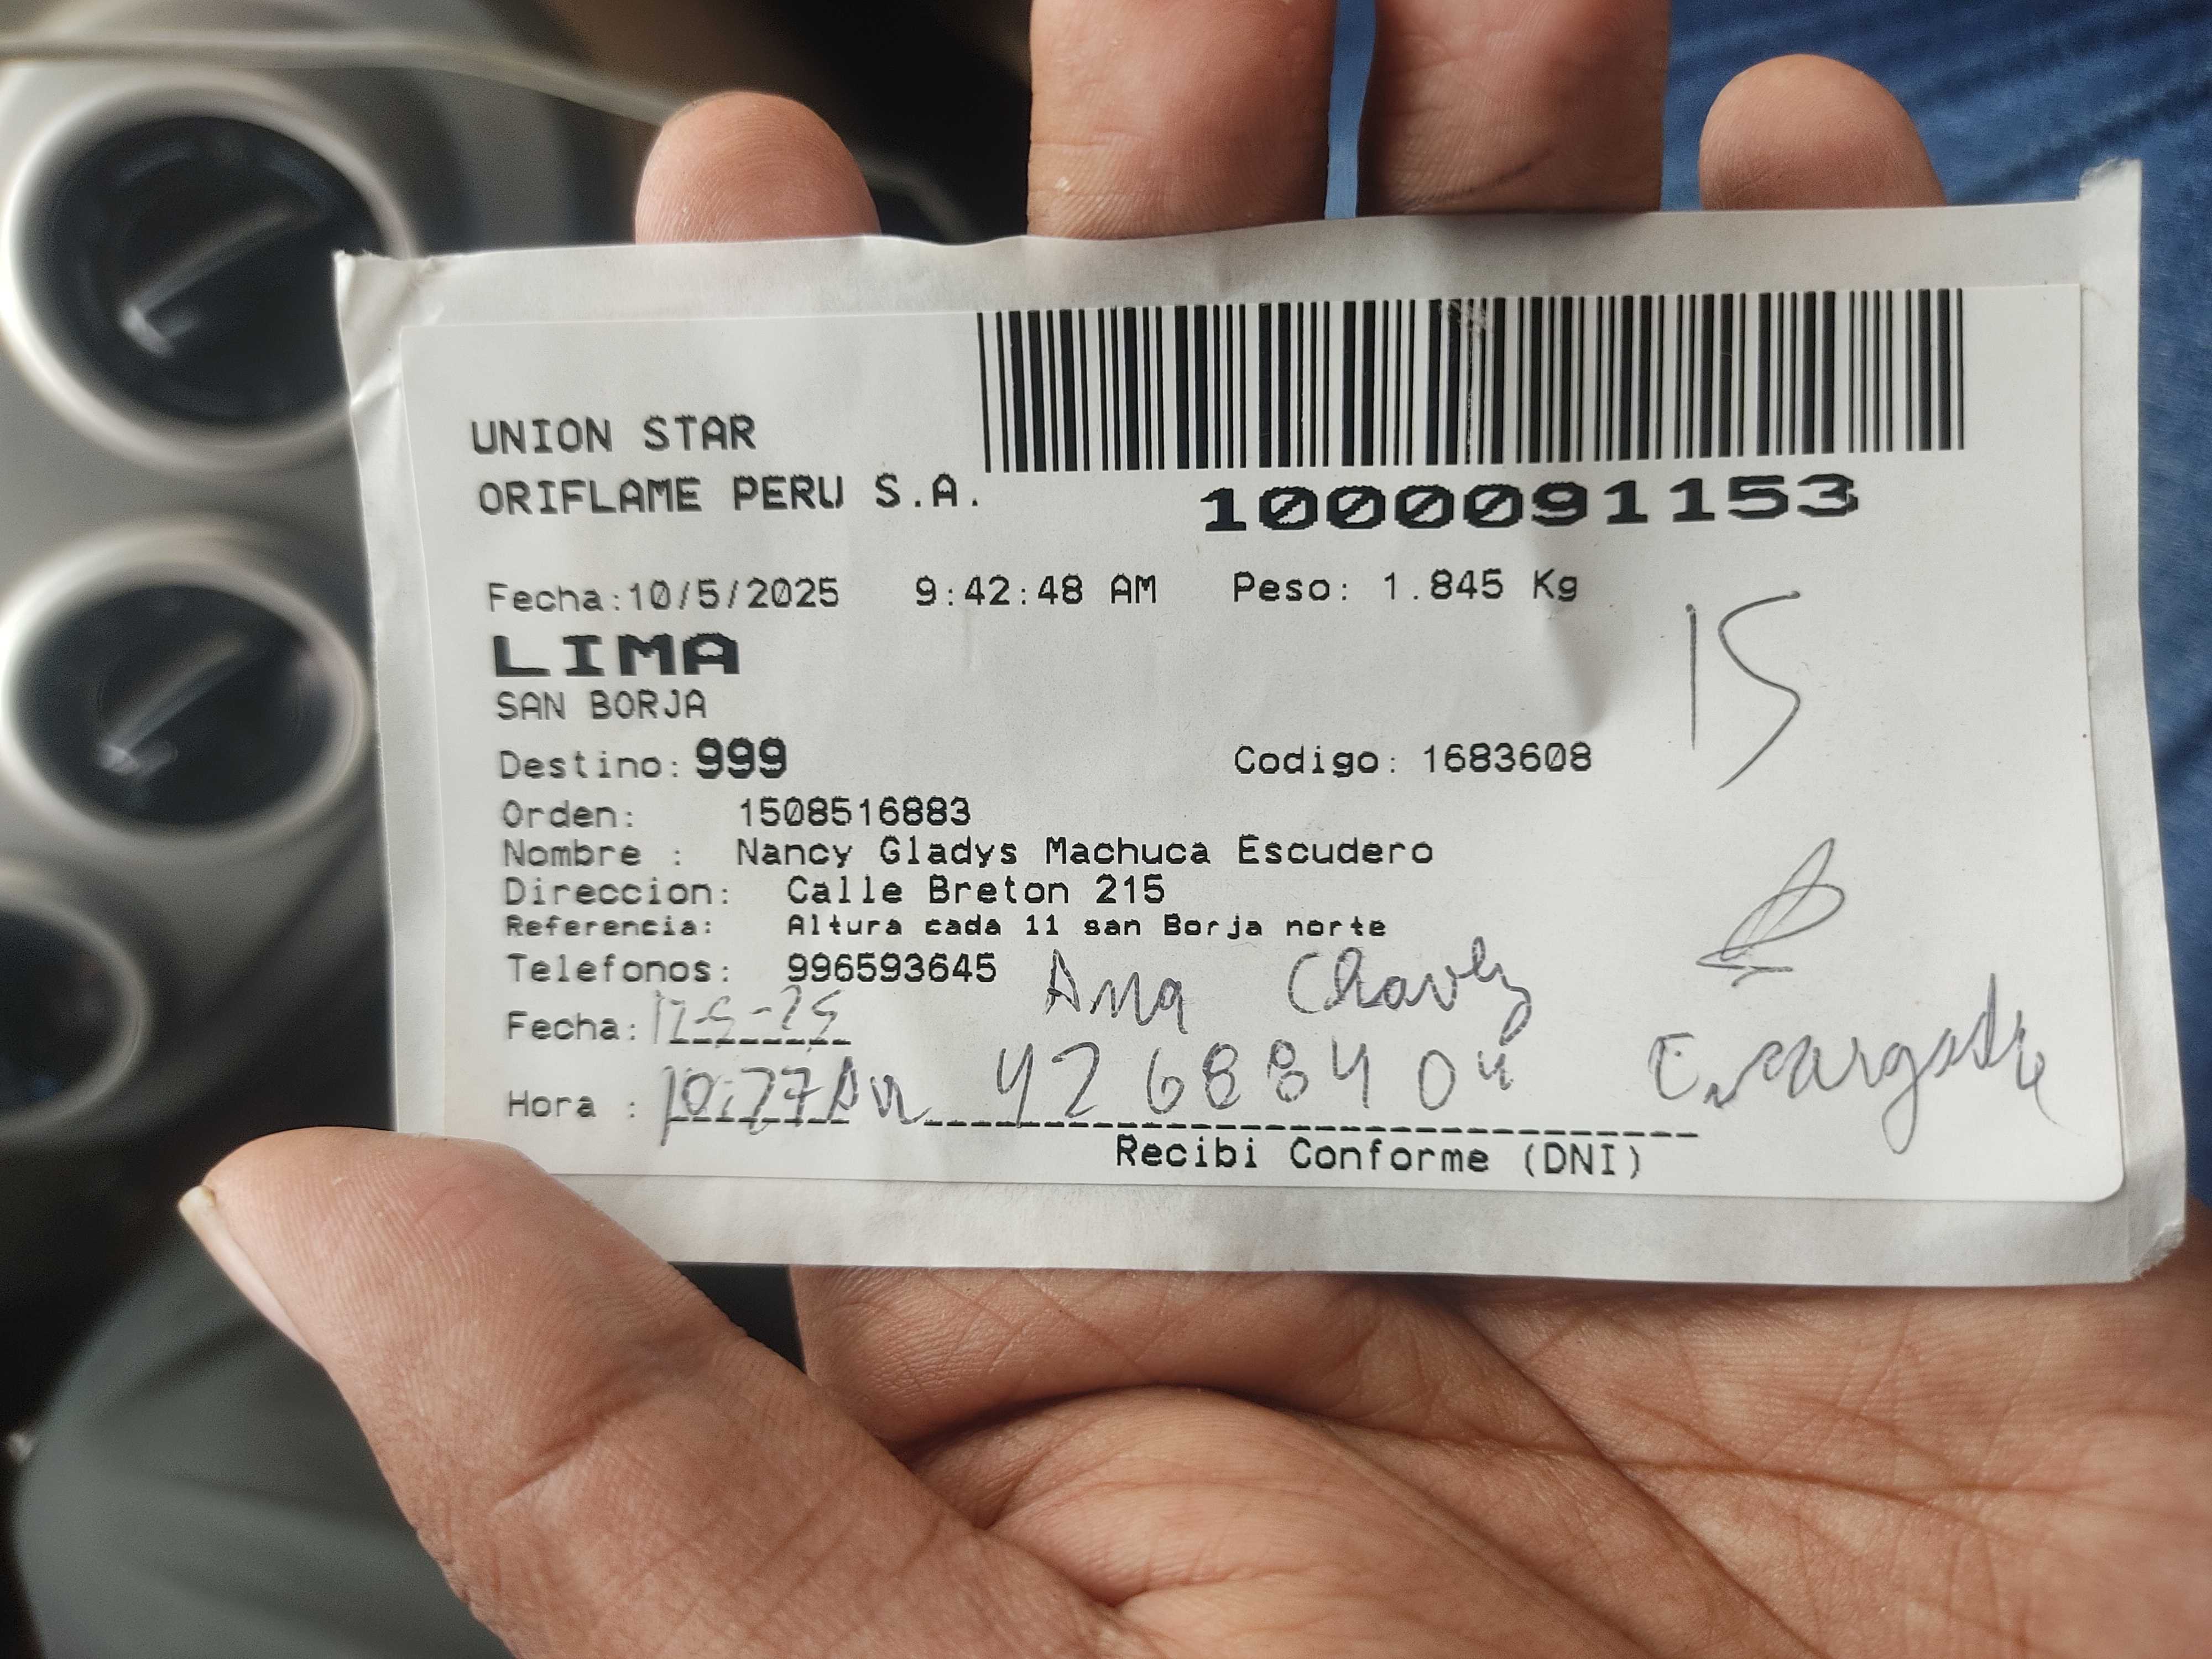 UNION STAR
ORIFLAME PERU S.A.
1000091153
Fecha:10/5/2025 9:42:48 AM Peso: 1.845 Kg
LIMA
15
SAN BORJA
Destino: 999 Codigo: 1683608
Orden: 1508516883
Nombre : Nancy Gladys Machuca Escudero
Direccion: Calle Breton 215
Referencia: Altura cada 11 san Borja norte
Telefonos: 996593645 Ana Chavez
Fecha: 12-5-25
Hora : 10:27 Am 42688404
Recibi Conforme (DNI)